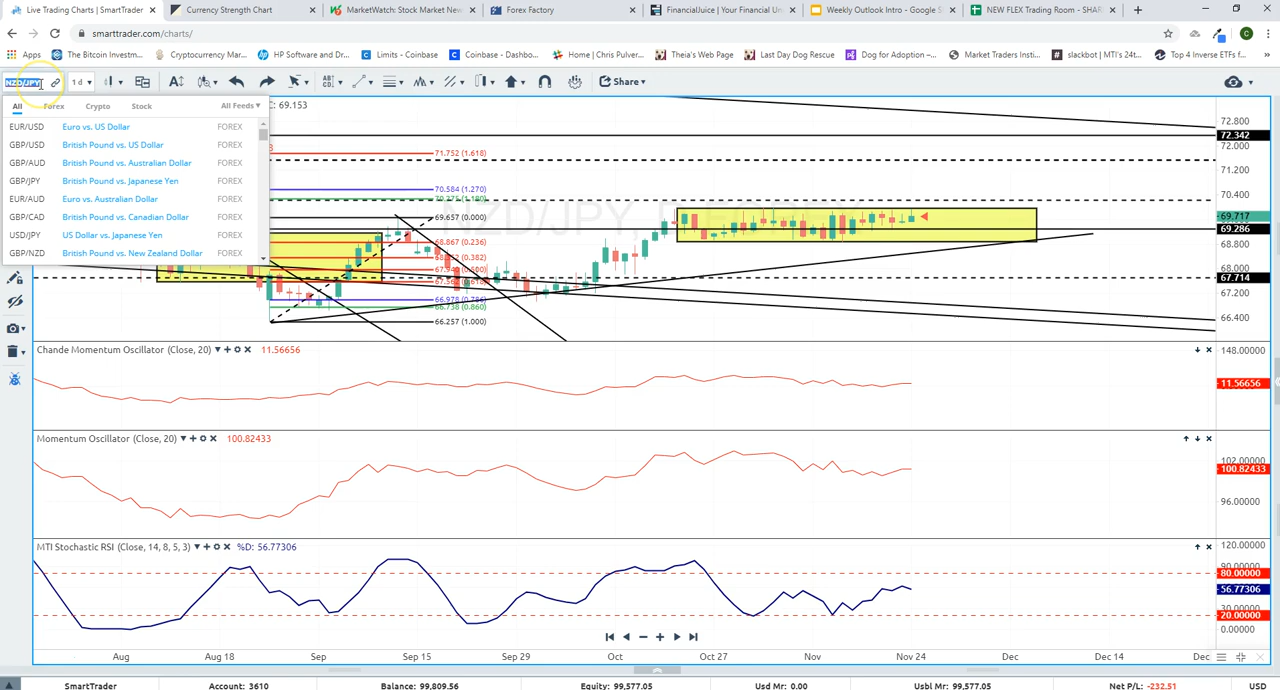 Live Trading Charts | SmartTrader
Currency Strength Chart
MarketWatch: Stock Market New
Forex Factory
FinancialJuice | Your Financial Un
Weekly Outlook Intro - Google S
NEW FLEX Trading Room - SHAR
smarttrader.com/charts/
Apps
The Bitcoin Investm...
Cryptocurrency Mar...
HP Software and Dr...
Limits - Coinbase
Coinbase - Dashbo...
Home | Chris Pulver...
Theia's Web Page
Last Day Dog Rescue
Dog for Adoption –...
Market Traders Insti...
slackbot | MTI's 24t...
Top 4 Inverse ETFs f...
NZD/JPY
1 d
Share
All
Forex
Crypto
Stock
All Feeds
C: 69.153
EUR/USD Euro vs. US Dollar FOREX
GBP/USD British Pound vs. US Dollar FOREX
GBP/AUD British Pound vs. Australian Dollar FOREX
GBP/JPY British Pound vs. Japanese Yen FOREX
EUR/AUD Euro vs. Australian Dollar FOREX
GBP/CAD British Pound vs. Canadian Dollar FOREX
USD/JPY US Dollar vs. Japanese Yen FOREX
GBP/NZD British Pound vs. New Zealand Dollar FOREX
71.752 (1.618)
70.584 (1.270)
69.657 (0.000)
68.867 (0.236)
66.978 (0.786)
66.738 (0.860)
66.257 (1.000)
72.800
72.342
72.000
71.200
70.400
69.717
69.286
68.800
68.000
67.714
67.200
66.400
Chande Momentum Oscillator (Close, 20)
11.56656
148.00000
11.56656
Momentum Oscillator (Close, 20)
100.82433
102.00000
100.82433
96.00000
MTI Stochastic RSI (Close, 14, 8, 5, 3)
%D: 56.77306
120.00000
80.00000
56.77306
20.00000
0.00000
Aug
Aug 18
Sep
Sep 15
Sep 29
Oct
Oct 27
Nov
Nov 24
Dec
Dec 14
Dec
SmartTrader
Account: 3610
Balance: 99,809.56
Equity: 99,577.05
Usd Mr: 0.00
Usbl Mr: 99,577.05
Net P/L: -232.51
USD